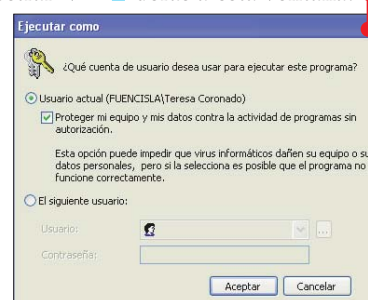 Ejecutar como
¿Qué cuenta de usuario desea usar para ejecutar este programa?
Usuario actual (FUENCISLA\Teresa Coronado)
Proteger mi equipo y mis datos contra la actividad de programas sin
autorización.
Esta opción puede impedir que virus informáticos dañen su equipo o su
datos personales, pero si la selecciona es posible que el programa no
funcione correctamente.
El siguiente usuario:
Usuario:
...
Contraseña:
Aceptar Cancelar